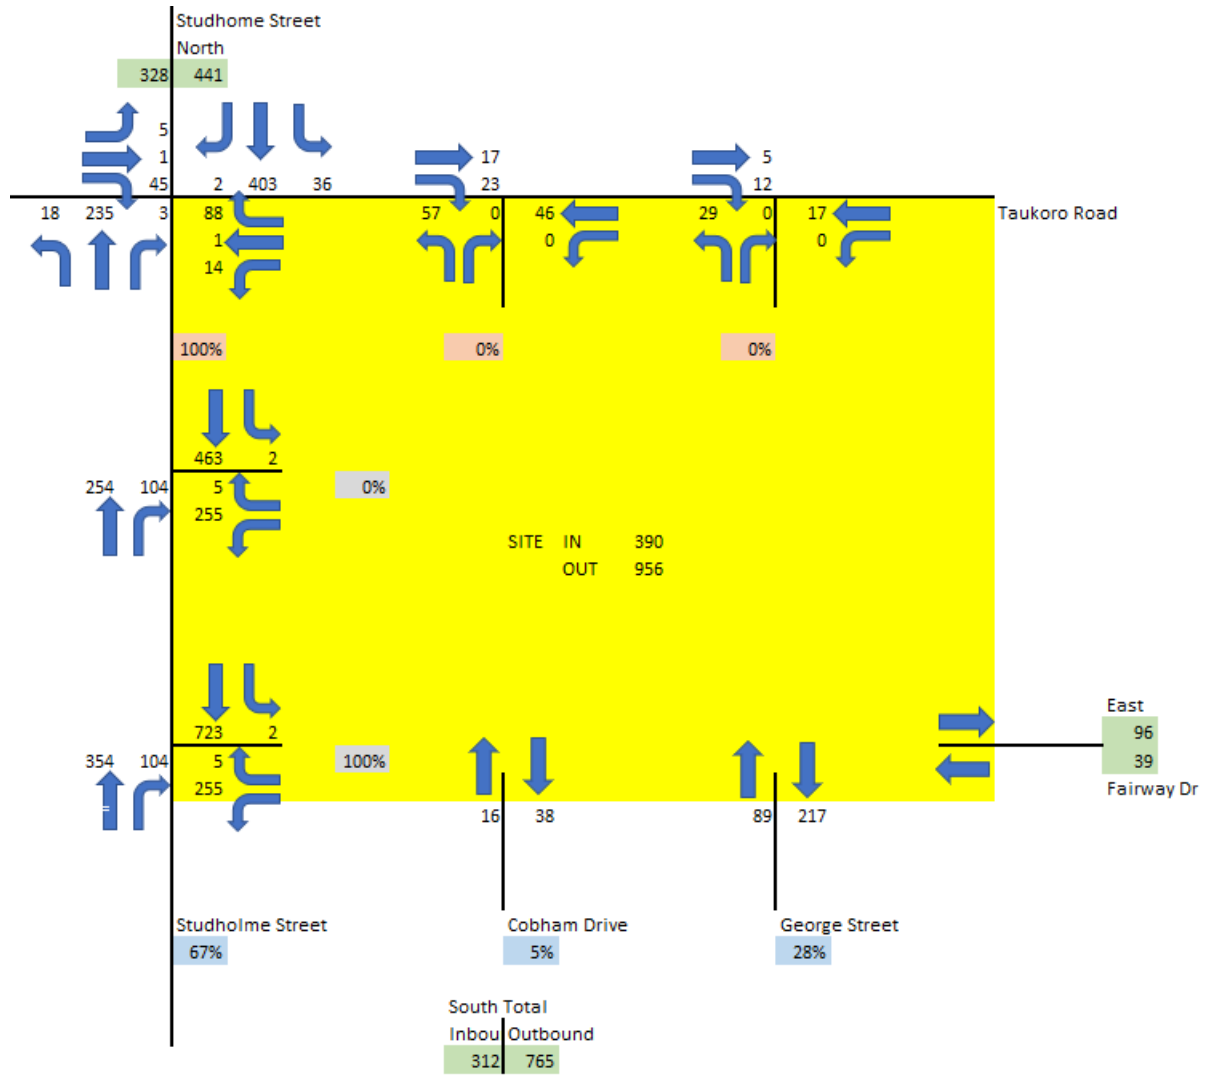 Studhome Street
North
328 441
5
1
45 2 403 36
17
23
5
12
18 235 3 88
1
14
57 0 46
0
29 0 17
0
Taukoro Road
100% 0% 0%
463 2
254 104 5
255
0%
SITE IN 390
OUT 956
723 2
354 104 5
255
100%
=
East
96
39
Fairway Dr
16 38 89 217
Studholme Street Cobham Drive George Street
67% 5% 28%
South Total
Inbou Outbound
312 765